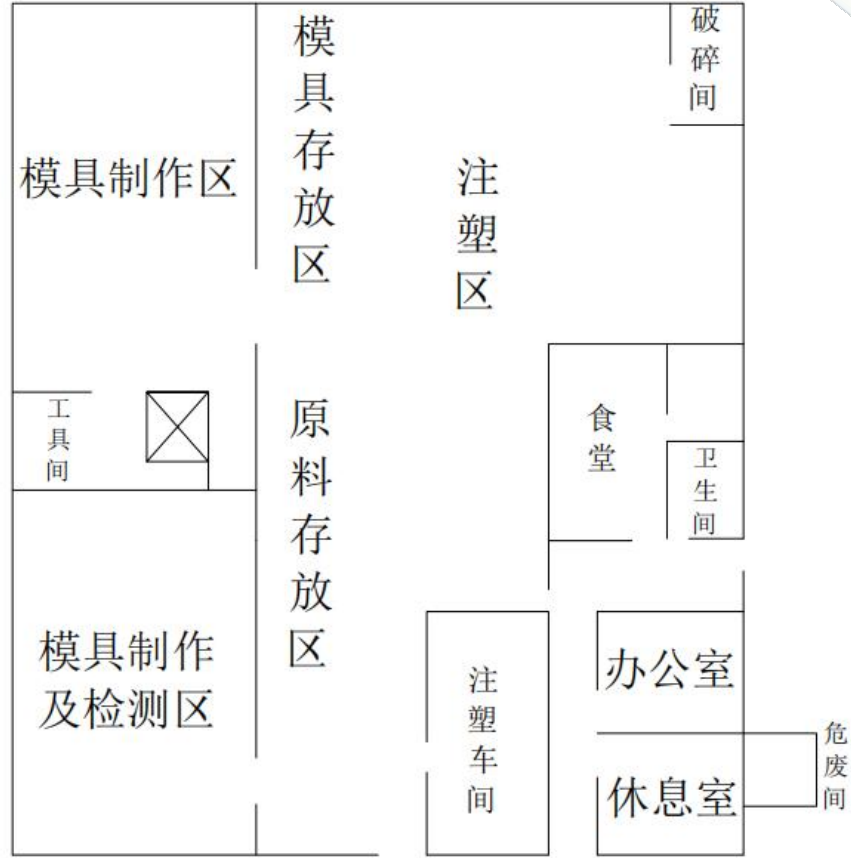 模具制作区
模具存放区
注塑区
破碎间
工具间
原料存放区
食堂
卫生间
模具制作
及检测区
注塑车间
办公室
休息室
危废间